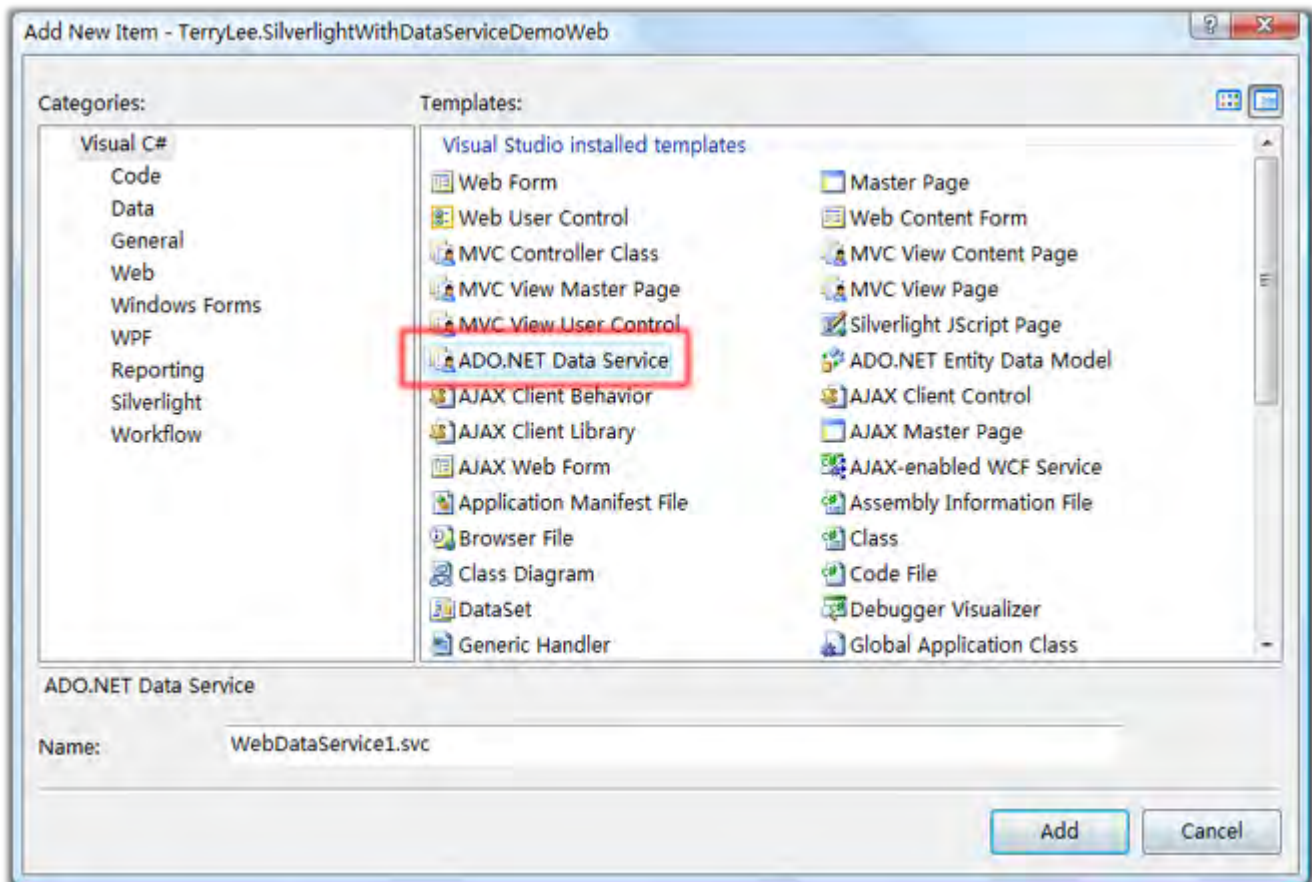 Add New Item - TerryLee.SilverlightWithDataServiceDemoWeb
Categories:
Templates:
Visual C#
Code
Data
General
Web
Windows Forms
WPF
Reporting
Silverlight
Workflow
Visual Studio installed templates
Web Form
Master Page
Web User Control
Web Content Form
MVC Controller Class
MVC View Content Page
MVC View Master Page
MVC View Page
MVC View User Control
Silverlight JScript Page
ADO.NET Data Service
ADO.NET Entity Data Model
AJAX Client Behavior
AJAX Client Control
AJAX Client Library
AJAX Master Page
AJAX Web Form
AJAX-enabled WCF Service
Application Manifest File
Assembly Information File
Browser File
Class
Class Diagram
Code File
DataSet
Debugger Visualizer
Generic Handler
Global Application Class
ADO.NET Data Service
Name:
WebDataService1.svc
Add
Cancel